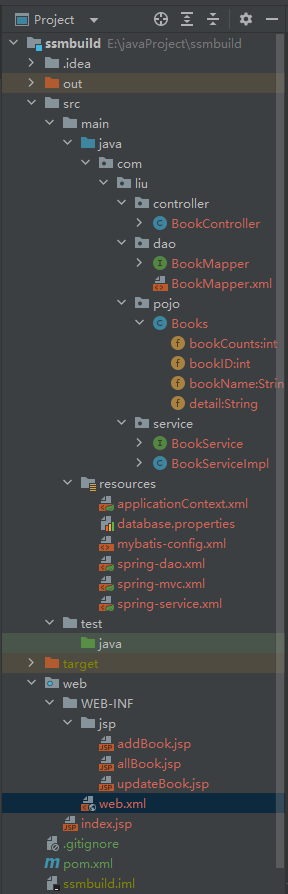 Project
ssmbuild E:\javaProject\ssmbuild
.idea
out
src
main
java
com
liu
controller
BookController
dao
BookMapper
BookMapper.xml
pojo
Books
bookCounts:int
bookID:int
bookName:Strin
detail:String
service
BookService
BookServiceImpl
resources
applicationContext.xml
database.properties
mybatis-config.xml
spring-dao.xml
spring-mvc.xml
spring-service.xml
test
java
target
web
WEB-INF
jsp
addBook.jsp
allBook.jsp
updateBook.jsp
web.xml
index.jsp
.gitignore
pom.xml
ssmbuild.iml